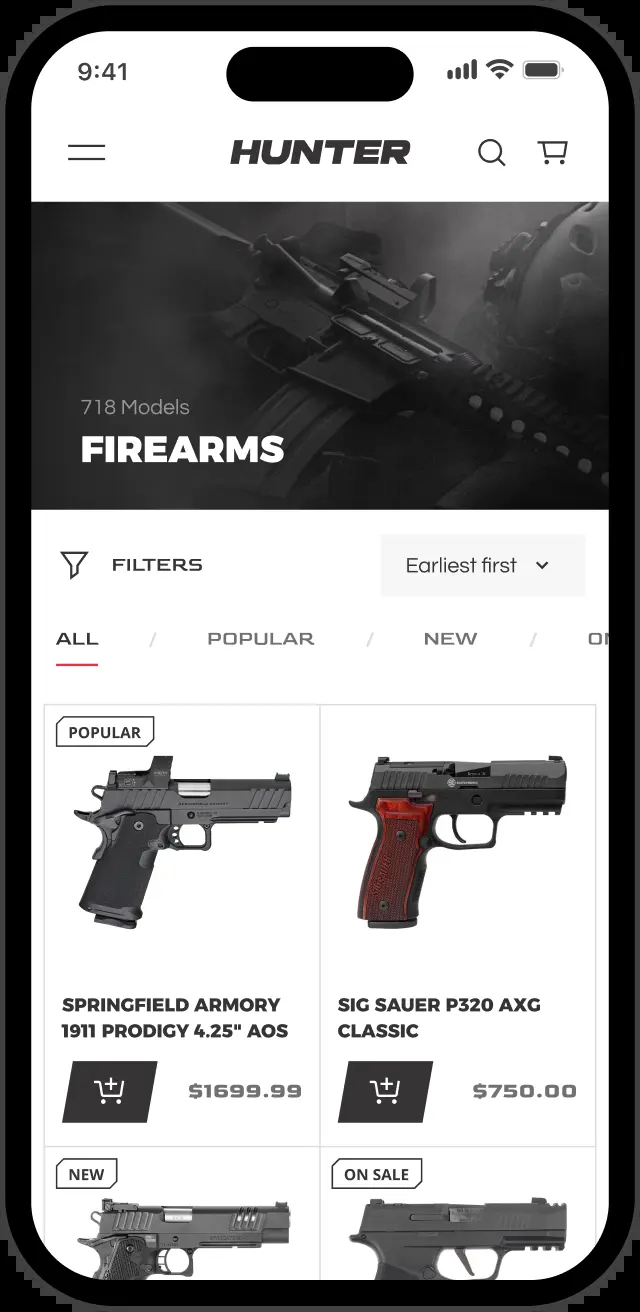 9:41
HUNTER
718 Models
FIREARMS
FILTERS
Earliest first
ALL / POPULAR / NEW /
POPULAR
SPRINGFIELD ARMORY
1911 PRODIGY 4.25" AOS
$1699.99
SIG SAUER P320 AXG
CLASSIC
$750.00
NEW
ON SALE